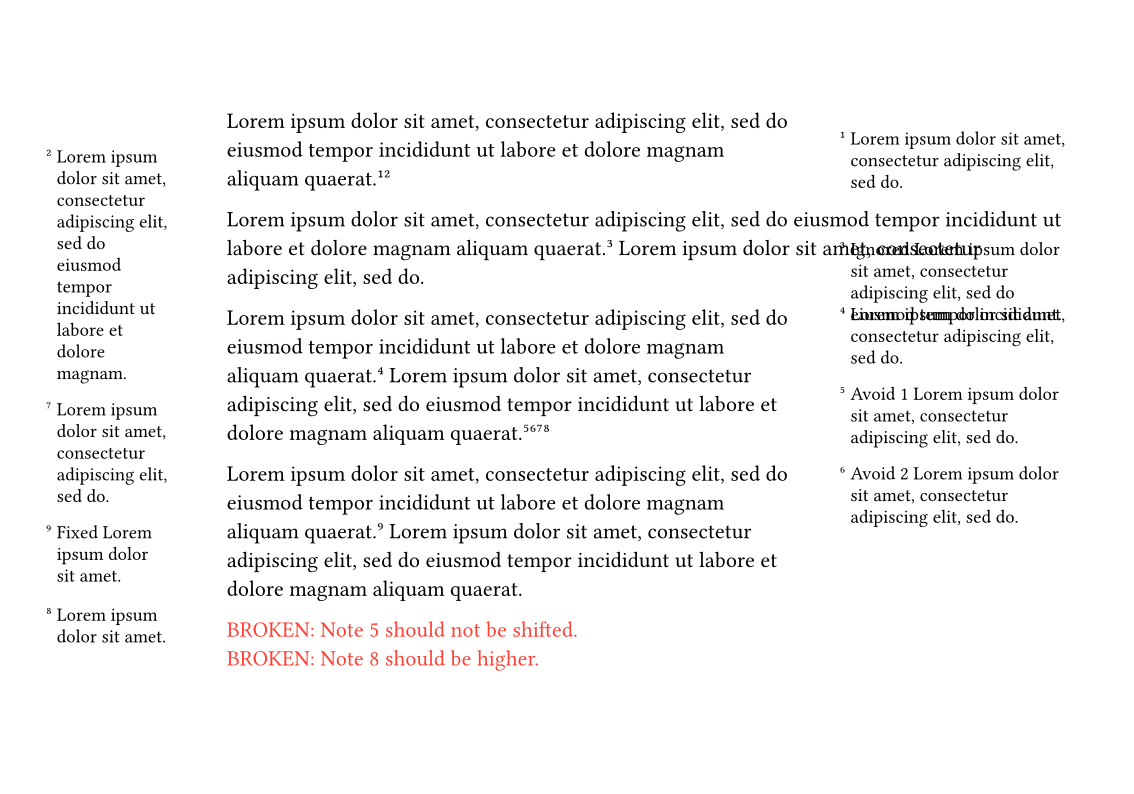 ² Lorem ipsum
dolor sit amet,
consectetur
adipiscing elit,
sed do
eiusmod
tempor
incididunt ut
labore et
dolore
magnam.
⁷ Lorem ipsum
dolor sit amet,
consectetur
adipiscing elit,
sed do.
⁹ Fixed Lorem
ipsum dolor
sit amet.
⁸ Lorem ipsum
dolor sit amet.
Lorem ipsum dolor sit amet, consectetur adipiscing elit, sed do
eiusmod tempor incididunt ut labore et dolore magnam
aliquam quaerat.¹²
Lorem ipsum dolor sit amet, consectetur adipiscing elit, sed do eiusmod tempor incididunt ut
labore et dolore magnam aliquam quaerat.³ Lorem ipsum dolor sit amet, consectetur
adipiscing elit, sed do.
Lorem ipsum dolor sit amet, consectetur adipiscing elit, sed do
eiusmod tempor incididunt ut labore et dolore magnam
aliquam quaerat.⁴ Lorem ipsum dolor sit amet, consectetur
adipiscing elit, sed do eiusmod tempor incididunt ut labore et
dolore magnam aliquam quaerat.⁵⁶⁷⁸
Lorem ipsum dolor sit amet, consectetur adipiscing elit, sed do
eiusmod tempor incididunt ut labore et dolore magnam
aliquam quaerat.⁹ Lorem ipsum dolor sit amet, consectetur
adipiscing elit, sed do eiusmod tempor incididunt ut labore et
dolore magnam aliquam quaerat.
BROKEN: Note 5 should not be shifted.
BROKEN: Note 8 should be higher.
¹ Lorem ipsum dolor sit amet,
consectetur adipiscing elit,
sed do.
Ignored Lorem ipsum dolor
sit amet, consectetur
adipiscing elit, sed do
eiusmod tempor incididunt.
⁴ Lorem ipsum dolor sit amet,
consectetur adipiscing elit,
sed do.
⁵ Avoid 1 Lorem ipsum dolor
sit amet, consectetur
adipiscing elit, sed do.
⁶ Avoid 2 Lorem ipsum dolor
sit amet, consectetur
adipiscing elit, sed do.